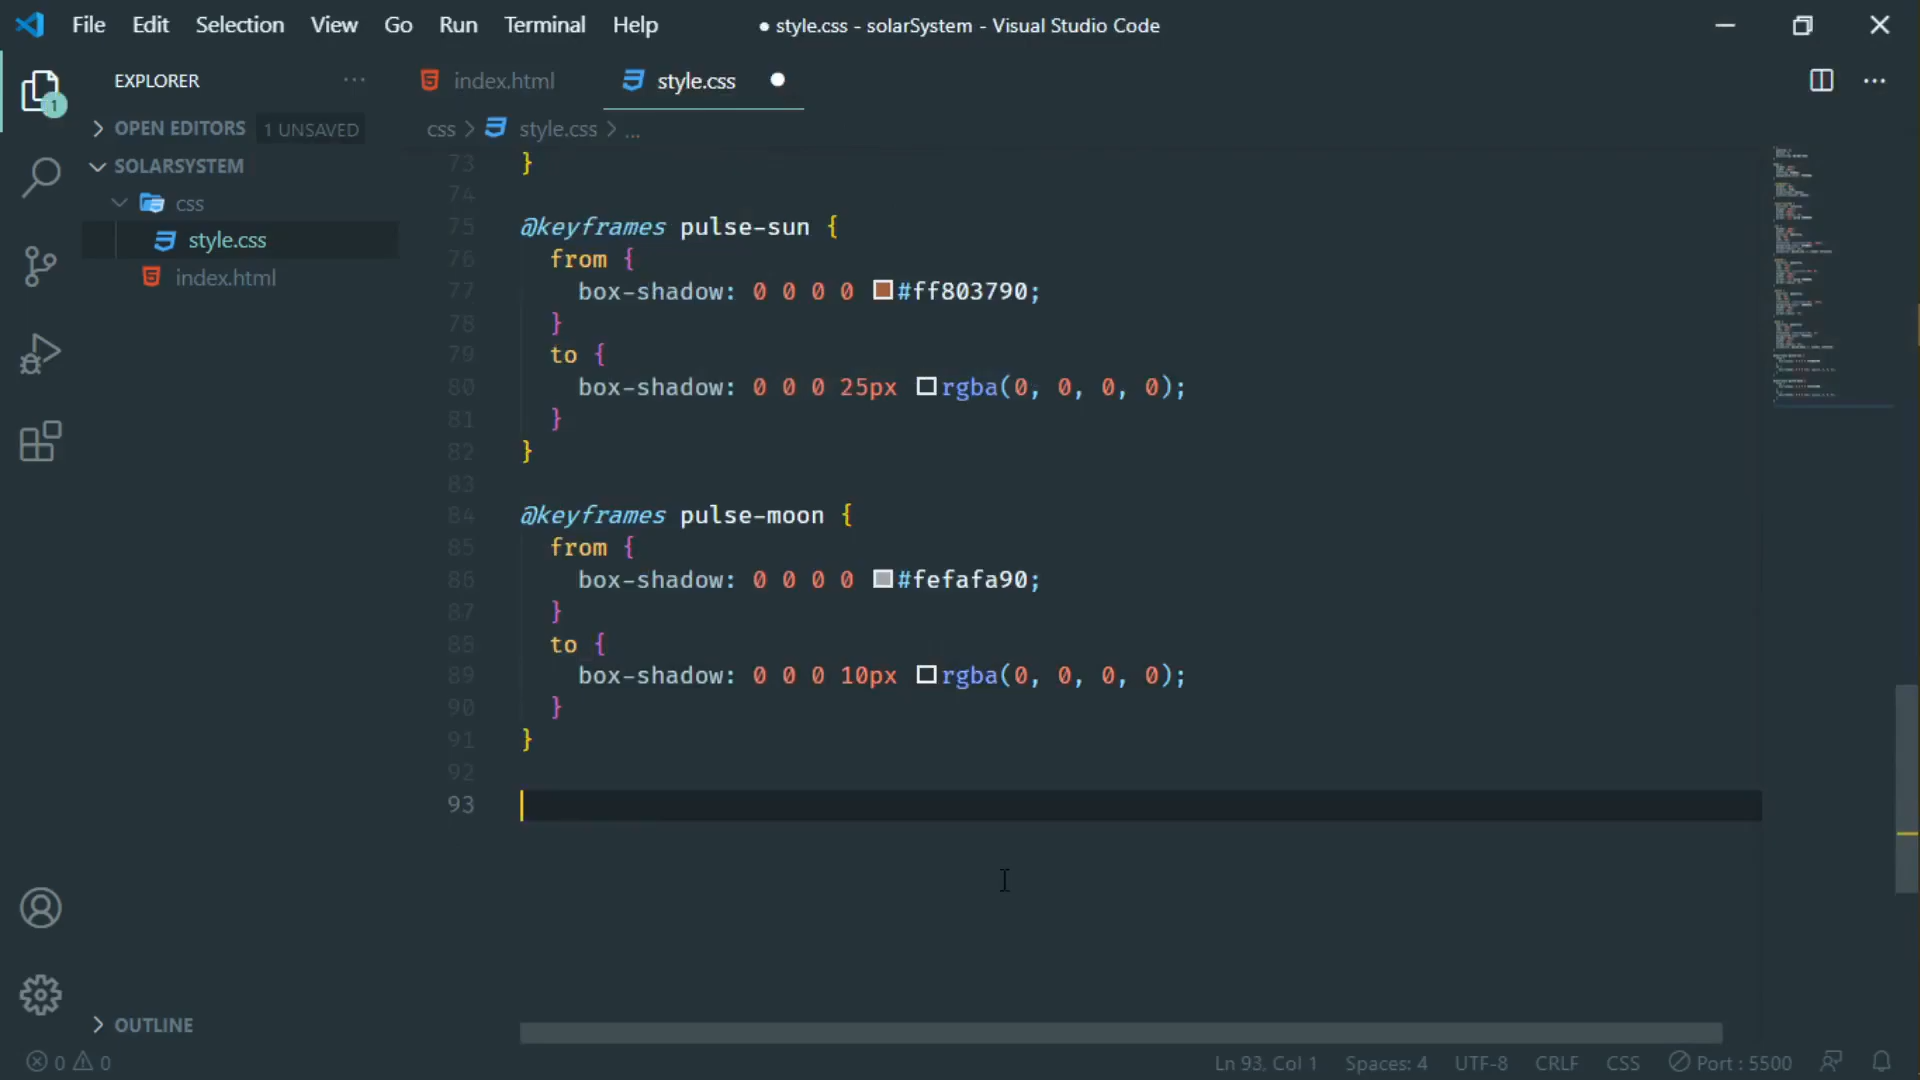 File Edit Selection View Go Run Terminal Help ● style.css - solarSystem - Visual Studio Code
EXPLORER ··· index.html style.css ●
OPEN EDITORS 1 UNSAVED
css > style.css > ...
SOLARSYSTEM
css
style.css
index.html
1
73 }
74
75 @keyframes pulse-sun {
76 from {
77 box-shadow: 0 0 0 0 #ff803790;
78 }
79 to {
80 box-shadow: 0 0 0 25px rgba(0, 0, 0, 0);
81 }
82 }
83
84 @keyframes pulse-moon {
85 from {
86 box-shadow: 0 0 0 0 #fefafa90;
87 }
88 to {
89 box-shadow: 0 0 0 10px rgba(0, 0, 0, 0);
90 }
91 }
92
93
OUTLINE
0 0 Ln 93, Col 1 Spaces: 4 UTF-8 CRLF CSS Port : 5500